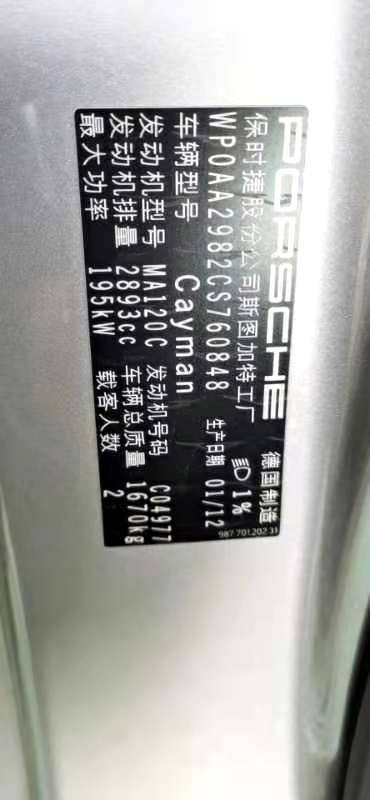 PORSCHE
保时捷股份公司斯图加特工厂 德国制造
WP0AA2982CS760848 1%
车辆型号 Cayman 生产日期 01/12
发动机型号 MA120C 发动机号码 C04977
发动机排量 2893cc 车辆总质量 1670kg
最大功率 195kW 载客人数 2
987 701202 33